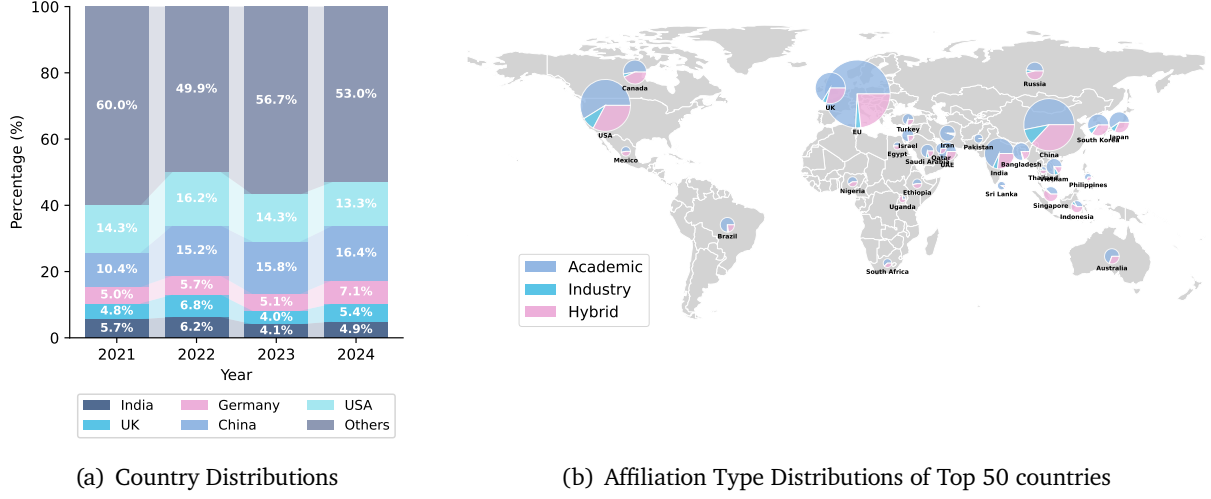 100
80
60
40
20
0
Percentage (%)
60.0%
49.9%
56.7%
53.0%
14.3%
16.2%
14.3%
13.3%
10.4%
15.2%
15.8%
16.4%
5.0%
5.7%
5.1%
7.1%
4.8%
6.8%
4.0%
5.4%
5.7%
6.2%
4.1%
4.9%
2021 2022 2023 2024
Year
India Germany USA
UK China Others
(a) Country Distributions
Canada
Russia
USA
UK
EU
Turkey
Israel
Iran
Pakistan
China
South Korea
Japan
Mexico
Egypt
Saudi Arabia
Qatar
UAE
India
Bangladesh
Thailand
Vietnam
Philippines
Sri Lanka
Nigeria
Ethiopia
Uganda
Singapore
Indonesia
Brazil
South Africa
Australia
Academic
Industry
Hybrid
(b) Affiliation Type Distributions of Top 50 countries